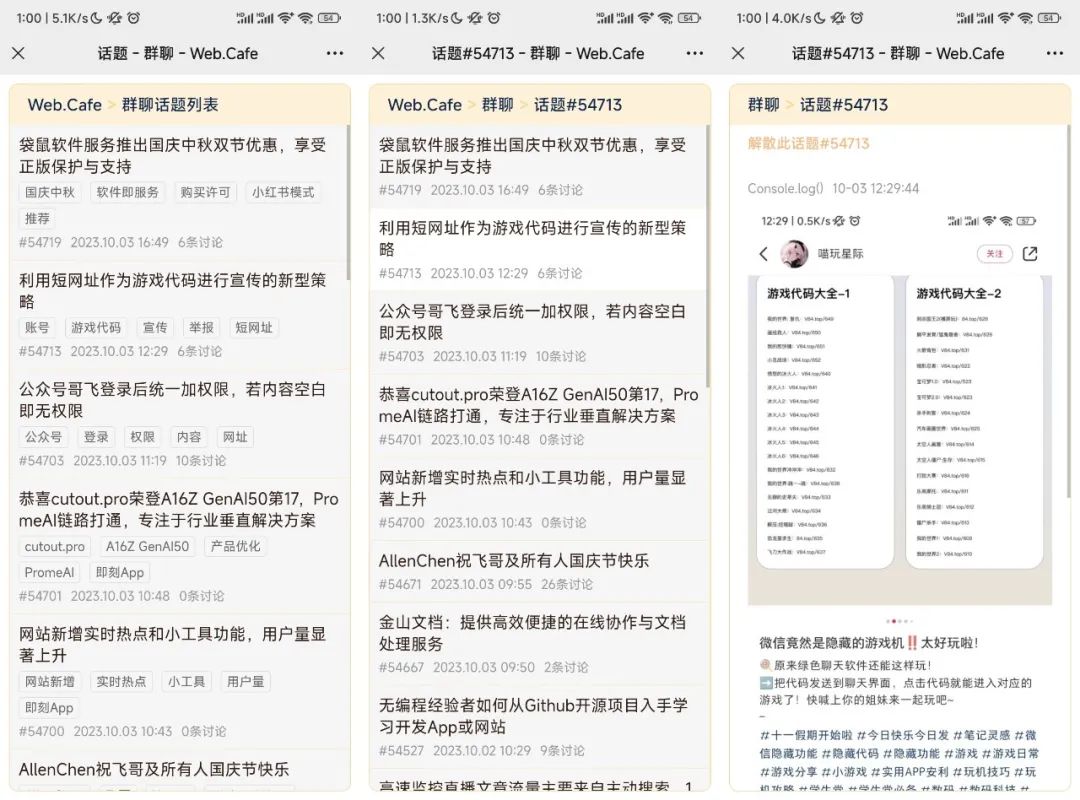 1:00 | 5.1K/s
54
话题 - 群聊 - Web.Cafe
Web.Cafe > 群聊话题列表
袋鼠软件服务推出国庆中秋双节优惠，享受
正版保护与支持
国庆中秋 软件即服务 购买许可 小红书模式
推荐
#54719 2023.10.03 16:49 6条讨论
利用短网址作为游戏代码进行宣传的新型策
略
账号 游戏代码 宣传 举报 短网址
#54713 2023.10.03 12:29 6条讨论
公众号哥飞登录后统一加权限，若内容空白
即无权限
公众号 登录 权限 内容 网址
#54703 2023.10.03 11:19 10条讨论
恭喜cutout.pro荣登A16Z GenAI50第17，Pro
meAI链路打通，专注于行业垂直解决方案
cutout.pro A16Z GenAI50 产品优化
PromeAI 即刻App
#54701 2023.10.03 10:48 0条讨论
网站新增实时热点和小工具功能，用户量显
著上升
网站新增 实时热点 小工具 用户量
即刻App
#54700 2023.10.03 10:43 0条讨论
AllenChen祝飞哥及所有人国庆节快乐
1:00 | 1.3K/s
54
话题#54713 - 群聊 - Web.Cafe
Web.Cafe > 群聊 > 话题#54713
袋鼠软件服务推出国庆中秋双节优惠，享受
正版保护与支持
#54719 2023.10.03 16:49 6条讨论
利用短网址作为游戏代码进行宣传的新型策
略
#54713 2023.10.03 12:29 6条讨论
公众号哥飞登录后统一加权限，若内容空白
即无权限
#54703 2023.10.03 11:19 10条讨论
恭喜cutout.pro荣登A16Z GenAI50第17，Pro
meAI链路打通，专注于行业垂直解决方案
#54701 2023.10.03 10:48 0条讨论
网站新增实时热点和小工具功能，用户量显
著上升
#54700 2023.10.03 10:43 0条讨论
AllenChen祝飞哥及所有人国庆节快乐
#54671 2023.10.03 09:55 26条讨论
金山文档：提供高效便捷的在线协作与文档
处理服务
#54667 2023.10.03 09:50 2条讨论
无编程经验者如何从Github开源项目入手学
习开发App或网站
#54527 2023.10.02 10:29 9条讨论
高速监控直播文章流量主要来自主动搜索，1
1:00 | 4.0K/s
54
话题#54713 - 群聊 - Web.Cafe
群聊 > 话题#54713
解散此话题#54713
Console.log() 10-03 12:29:44
12:29 | 0.5K/s
57
喵玩星际
关注
游戏代码大全-1
游戏代码大全-2
微信竟然是隐藏的游戏机‼️太好玩啦！
原来绿色聊天软件还能这样玩！
➡️把代码发送到聊天界面，点击代码就能进入对应的
游戏了！快喊上你的姐妹来一起玩吧~
~
#十一假期开始啦 #今日快乐今日发 #笔记灵感 #微
信隐藏功能 #隐藏代码 #隐藏功能 #游戏 #游戏日常
#游戏分享 #小游戏 #实用APP安利 #玩机技巧 #玩
机攻略 #学生党 #学生党必备 #数码 #数码科技 #